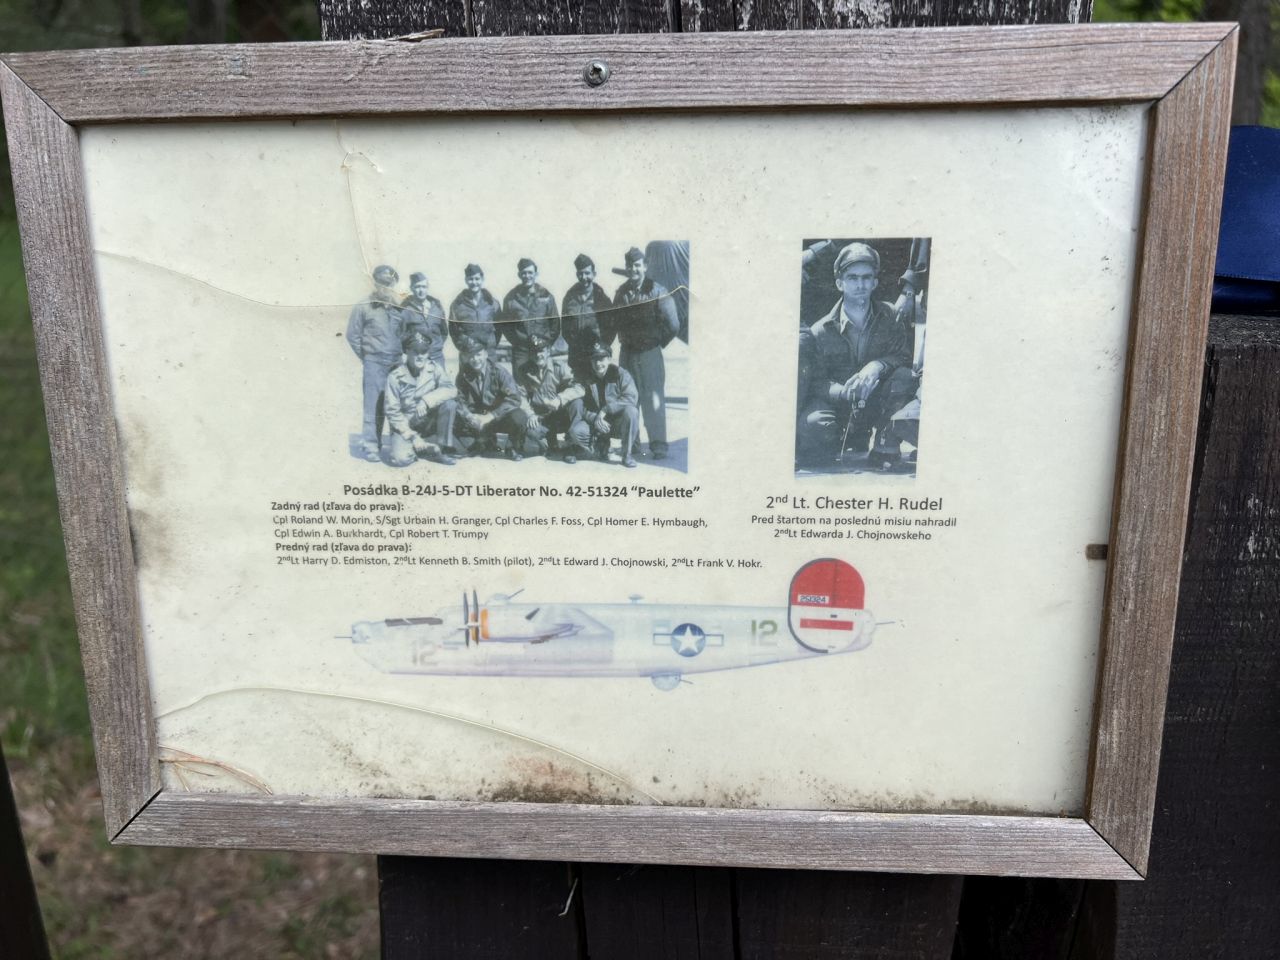 Posádka B-24J-5-DT Liberator No. 42-51324 "Paulette"
Zadný rad (zľava do prava):
Cpl Roland W. Morin, S/Sgt Urbain H. Granger, Cpl Charles F. Foss, Cpl Homer E. Hymbaugh,
Cpl Edwin A. Burkhardt, Cpl Robert T. Trumpy
Predný rad (zľava do prava):
2ndLt Harry D. Edmiston, 2ndLt Kenneth B. Smith (pilot), 2ndLt Edward J. Chojnowski, 2ndLt Frank V. Hokr.
2nd Lt. Chester H. Rudel
Pred štartom na poslednú misiu nahradil
2ndLt Edwarda J. Chojnowskeho
251324
12
12